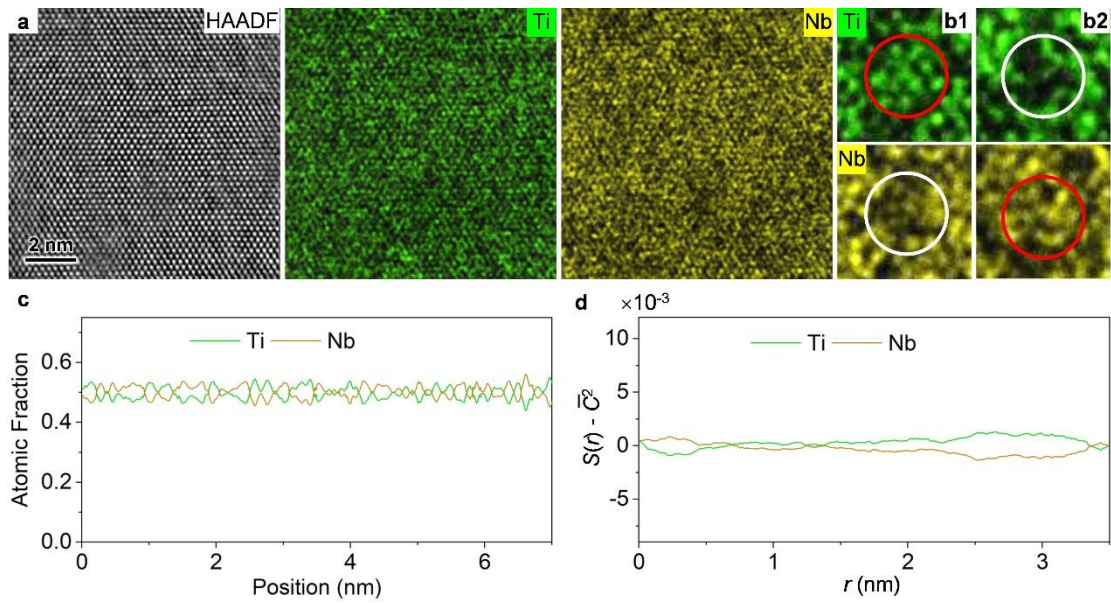 a
HAADF
Ti
Nb
Ti
b1
b2
Nb
2 nm
c
Ti
Nb
0.6
0.4
0.2
0.0
Atomic Fraction
0
2
4
6
Position (nm)
d
×10⁻³
Ti
Nb
10
5
0
-5
S(r) - C̅²
0
1
2
3
r (nm)